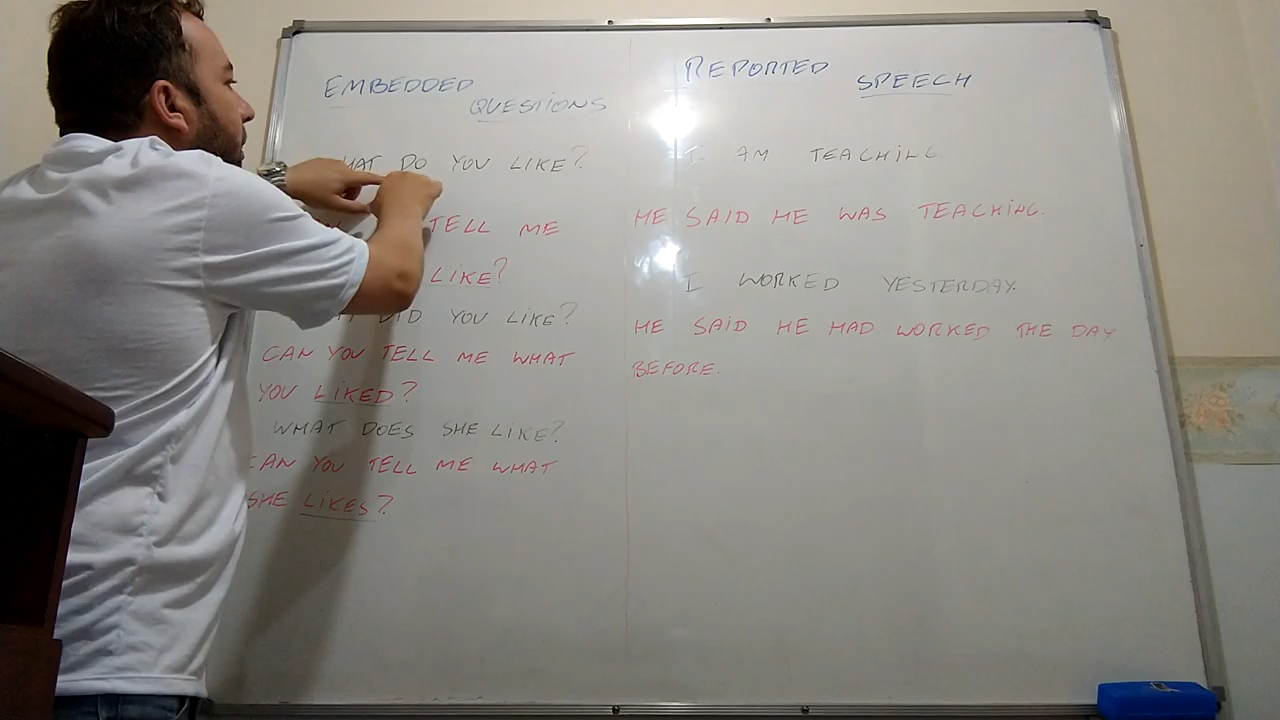 EMBEDDED
QUESTIONS
DO YOU LIKE?
TELL ME
LIKE?
DID YOU LIKE?
CAN YOU TELL ME WHAT
YOU LIKED?
WHAT DOES SHE LIKE?
CAN YOU TELL ME WHAT
SHE LIKES?
REPORTED
SPEECH
I AM TEACHING
HE SAID HE WAS TEACHING.
I WORKED YESTERDAY.
HE SAID HE HAD WORKED THE DAY
BEFORE.